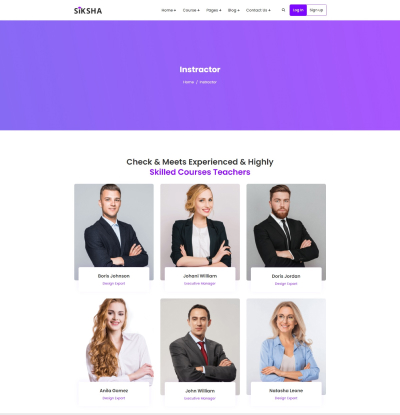 SIKSHA
Home + Course + Pages + Blog + Contact Us + Log In Sign Up
Instractor
Home / Instractor
Check & Meets Experienced & Highly
Skilled Courses Teachers
Doris Johnson
Design Expert
Johani William
Executive Manager
Doris Jordan
Design Expert
Anila Gomez
Design Expert
John William
Executive Manager
Natasha Leone
Design Expert